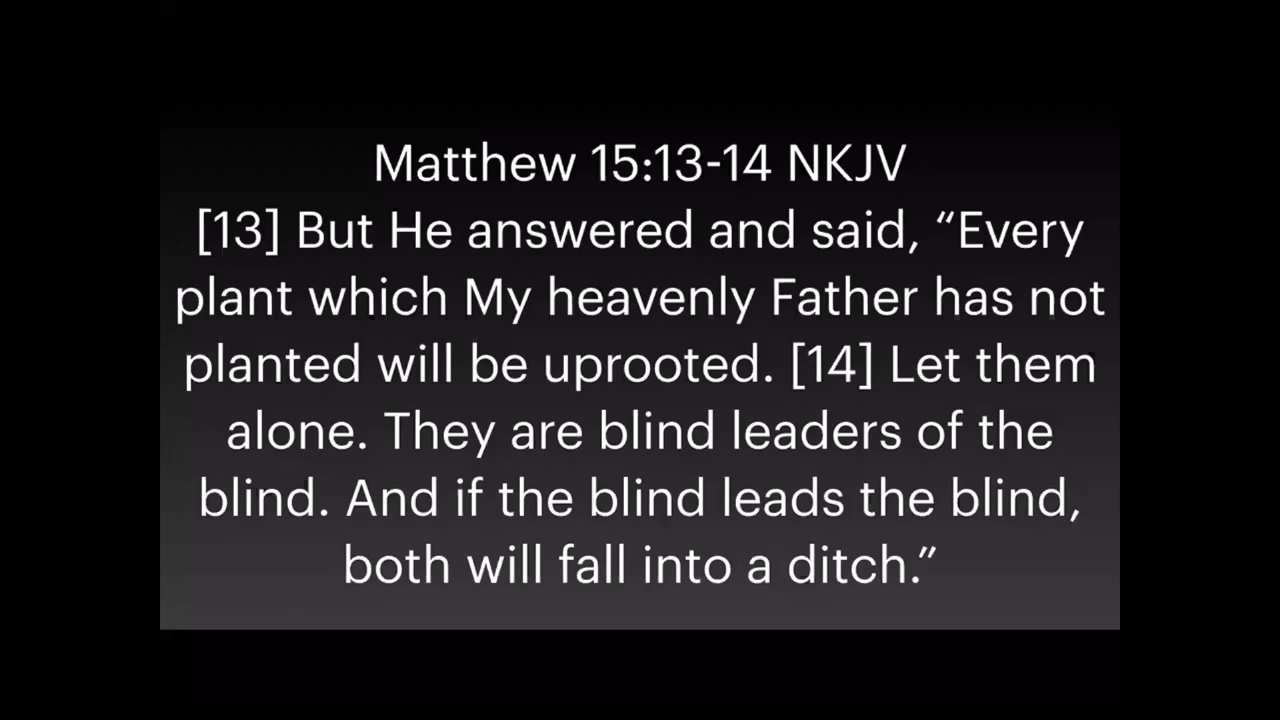 Matthew 15:13-14 NKJV
[13] But He answered and said, “Every
plant which My heavenly Father has not
planted will be uprooted. [14] Let them
alone. They are blind leaders of the
blind. And if the blind leads the blind,
both will fall into a ditch.”